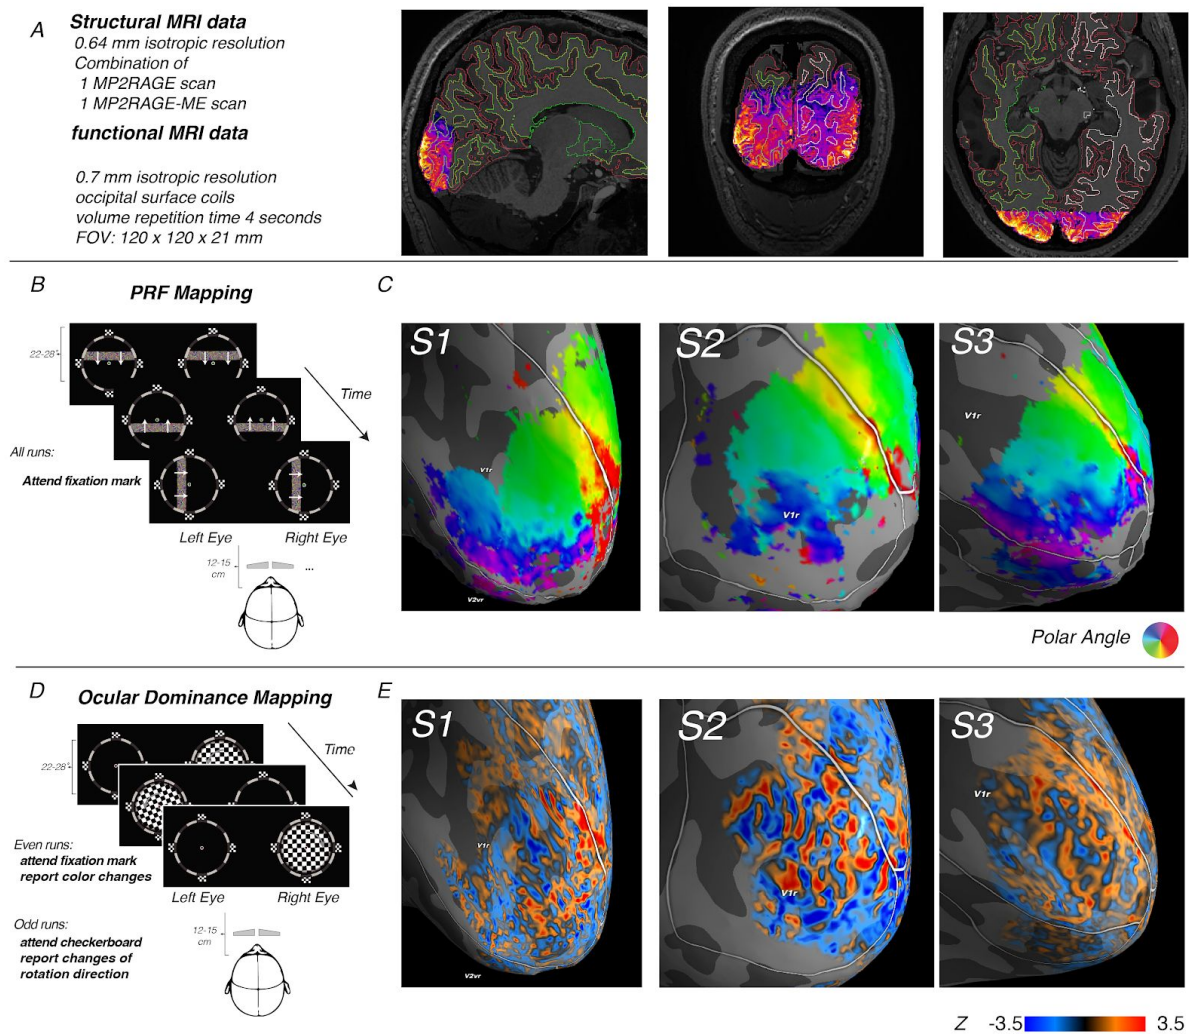 A
Structural MRI data
0.64 mm isotropic resolution
Combination of
1 MP2RAGE scan
1 MP2RAGE-ME scan
functional MRI data
0.7 mm isotropic resolution
occipital surface coils
volume repetition time 4 seconds
FOV: 120 x 120 x 21 mm
B
PRF Mapping
22-28°
Time
All runs:
Attend fixation mark
Left Eye
Right Eye
12-15
cm
...
C
S1
V1r
V2vr
S2
V1r
S3
V1r
Polar Angle
D
Ocular Dominance Mapping
22-28°
Time
Even runs:
attend fixation mark
report color changes
Left Eye
Right Eye
Odd runs:
attend checkerboard
report changes of
rotation direction
12-15
cm
E
S1
V1r
V2vr
S2
V1r
S3
V1r
Z -3.5 3.5